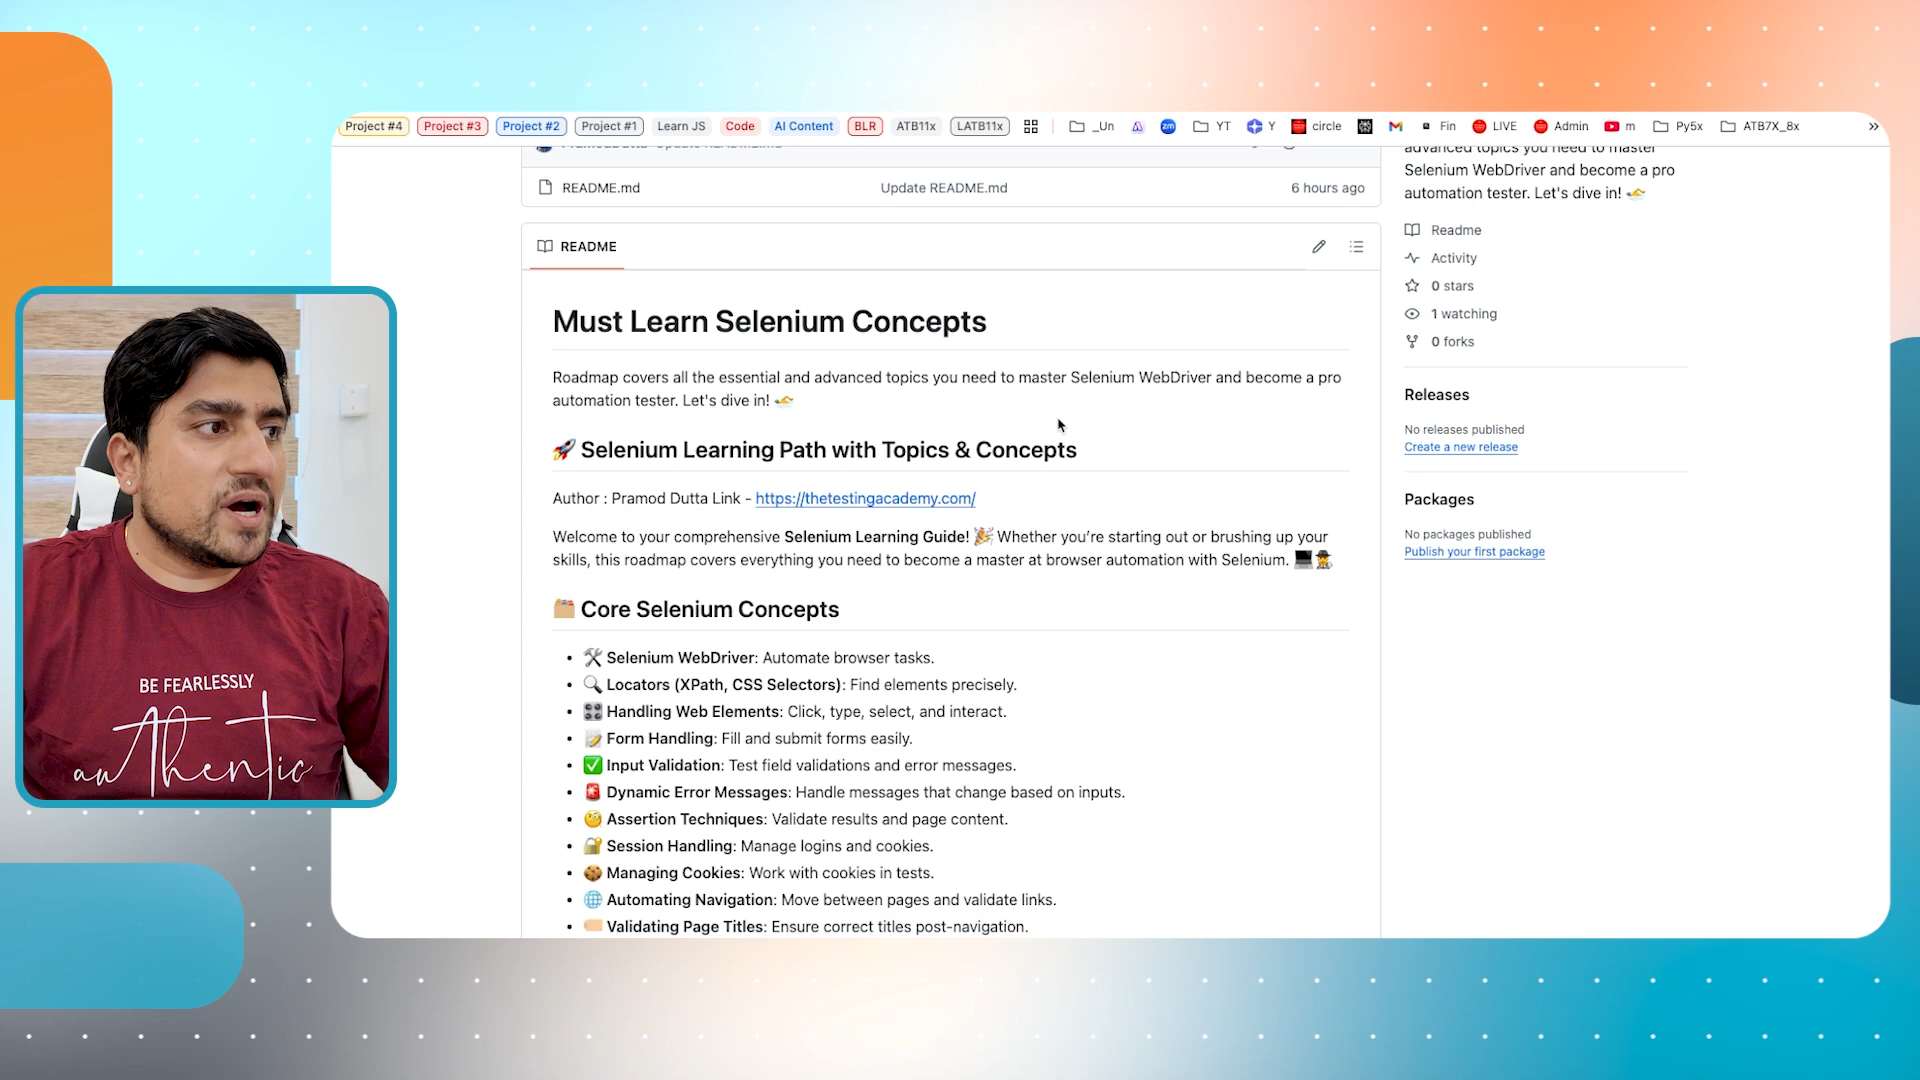 Project #4 Project #3 Project #2 Project #1 Learn JS Code AI Content BLR ATB11x LATB11x _Un zm YT Y circle M Fin LIVE Admin m Py5x ATB7X_8x »
advanced topics you need to master
Selenium WebDriver and become a pro
automation tester. Let's dive in!
README.md Update README.md 6 hours ago
README
Must Learn Selenium Concepts
Roadmap covers all the essential and advanced topics you need to master Selenium WebDriver and become a pro
automation tester. Let's dive in!
🚀 Selenium Learning Path with Topics & Concepts
Author : Pramod Dutta Link - https://thetestingacademy.com/
Welcome to your comprehensive Selenium Learning Guide! 🎉 Whether you’re starting out or brushing up your
skills, this roadmap covers everything you need to become a master at browser automation with Selenium.
Core Selenium Concepts
• 🛠 Selenium WebDriver: Automate browser tasks.
• 🔍 Locators (XPath, CSS Selectors): Find elements precisely.
• 🎛 Handling Web Elements: Click, type, select, and interact.
• 📝 Form Handling: Fill and submit forms easily.
• ✅ Input Validation: Test field validations and error messages.
• 🚨 Dynamic Error Messages: Handle messages that change based on inputs.
• 🧐 Assertion Techniques: Validate results and page content.
• 🔐 Session Handling: Manage logins and cookies.
• 🍪 Managing Cookies: Work with cookies in tests.
• 🌐 Automating Navigation: Move between pages and validate links.
• 🏷 Validating Page Titles: Ensure correct titles post-navigation.
Readme
Activity
0 stars
1 watching
0 forks
Releases
No releases published
Create a new release
Packages
No packages published
Publish your first package
BE FEARLESSLY
authentic